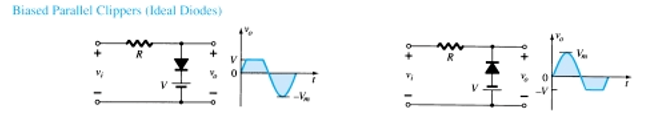 Biased Parallel Clippers (Ideal Diodes)
+ R + vᵢ V vₒ − −
vₒ V 0 t −Vₘ
+ R + vᵢ V vₒ − −
vₒ Vₘ 0 −V t